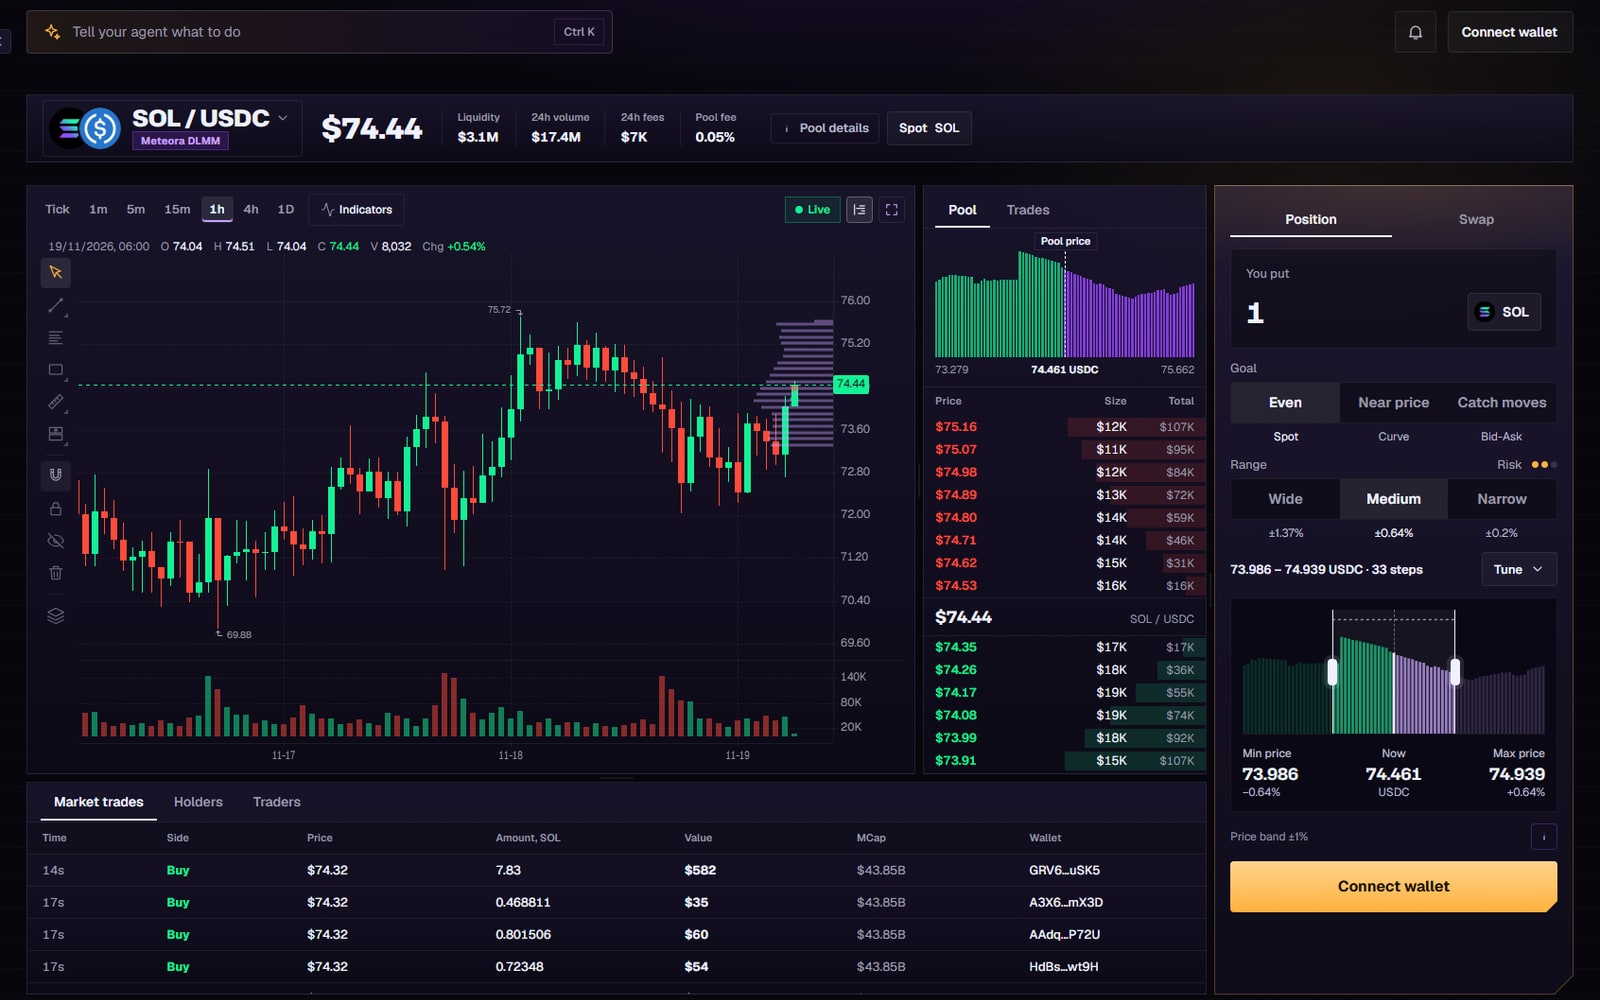 Tell your agent what to do
Ctrl K
Connect wallet
SOL / USDC
Meteora DLMM
$74.44
Liquidity
$3.1M
24h volume
$17.4M
24h fees
$7K
Pool fee
0.05%
i Pool details
Spot SOL
Tick 1m 5m 15m 1h 4h 1D Indicators
Live
19/11/2026, 06:00 O 74.04 H 74.51 L 74.04 C 74.44 V 8,032 Chg +0.54%
75.72
69.88
76.00
75.20
74.44
73.60
72.80
72.00
71.20
70.40
69.60
140K
80K
20K
11-17 11-18 11-19
Pool Trades
Pool price
73.279 74.461 USDC 75.662
Price Size Total
$75.16 $12K $107K
$75.07 $11K $95K
$74.98 $12K $84K
$74.89 $13K $72K
$74.80 $14K $59K
$74.71 $14K $46K
$74.62 $15K $31K
$74.53 $16K $16K
$74.44 SOL / USDC
$74.35 $17K $17K
$74.26 $18K $36K
$74.17 $19K $55K
$74.08 $19K $74K
$73.99 $18K $92K
$73.91 $15K $107K
Position Swap
You put
1 SOL
Goal
Even Near price Catch moves
Spot Curve Bid-Ask
Range Risk
Wide Medium Narrow
±1.37% ±0.64% ±0.2%
73.986 – 74.939 USDC · 33 steps Tune
Min price Now Max price
73.986 74.461 74.939
−0.64% USDC +0.64%
Price band ±1% i
Connect wallet
Market trades Holders Traders
Time Side Price Amount, SOL Value MCap Wallet
14s Buy $74.32 7.83 $582 $43.85B GRV6...uSK5
17s Buy $74.32 0.468811 $35 $43.85B A3X6...mX3D
17s Buy $74.32 0.801506 $60 $43.85B AAdq...P72U
17s Buy $74.32 0.72348 $54 $43.85B HdBs...wt9H